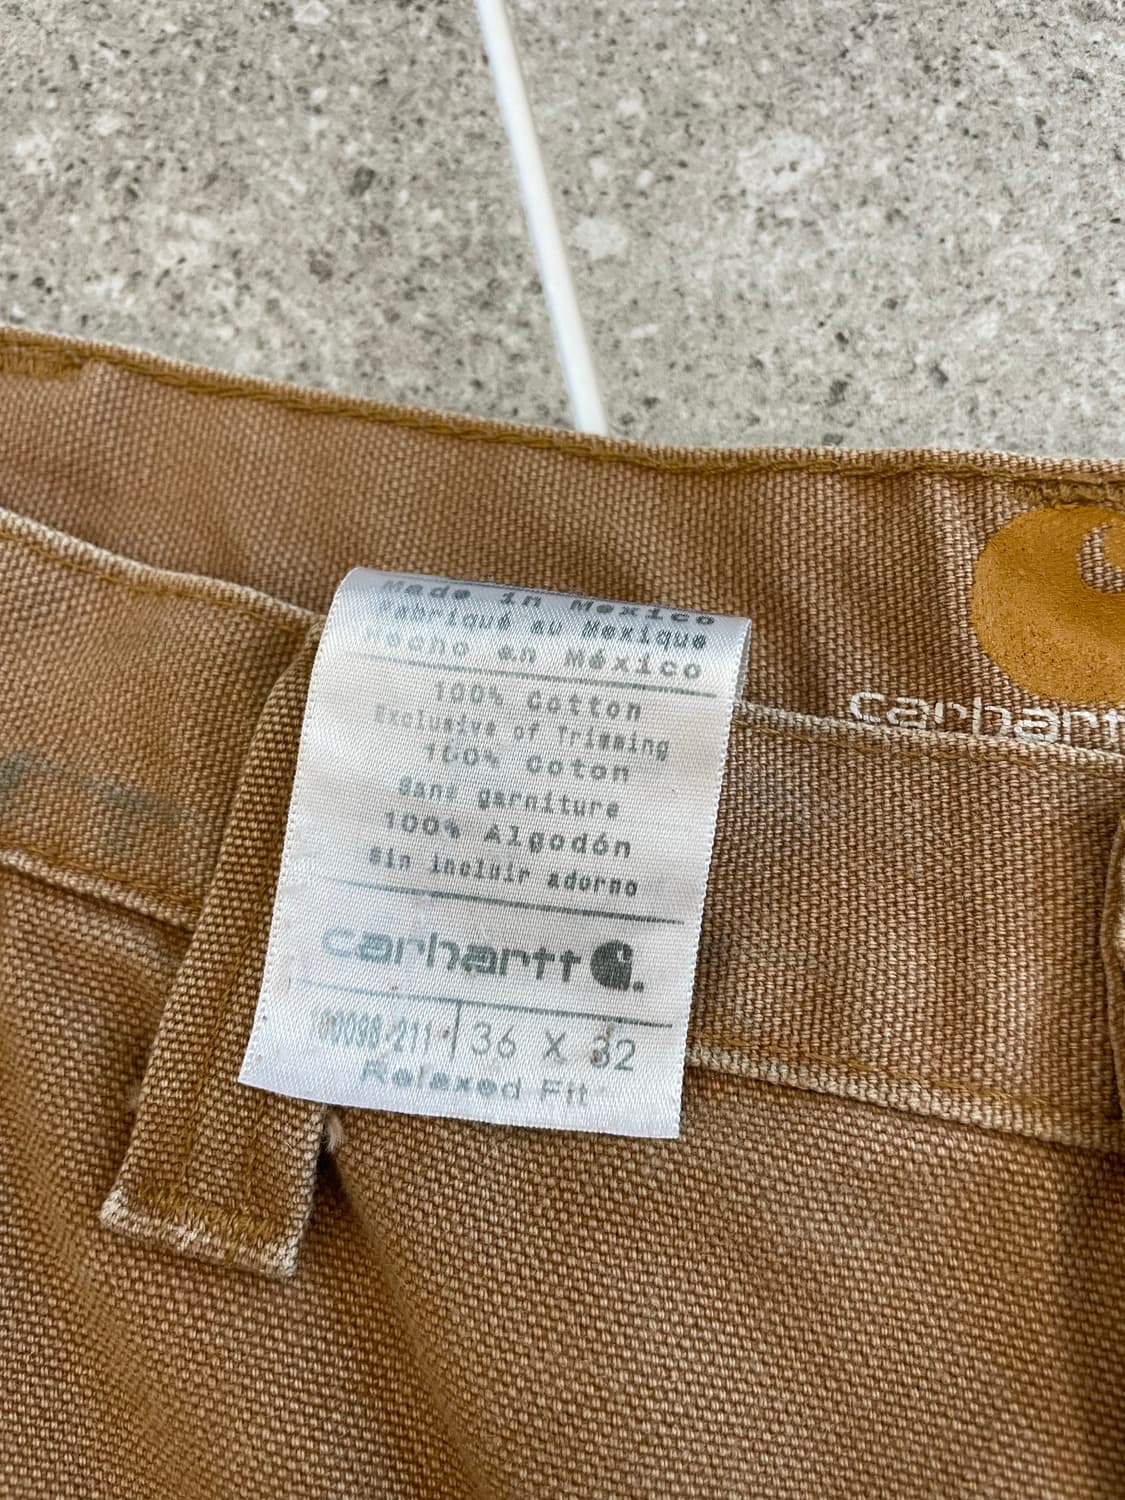 Made in Mexico
Fabriqué au Mexique
Hecho en México
100% Cotton
Exclusive of Trimming
100% Coton
Sans garniture
100% Algodón
Sin incluir adorno
carhartt
36 X 32
Relaxed Fit
carhartt